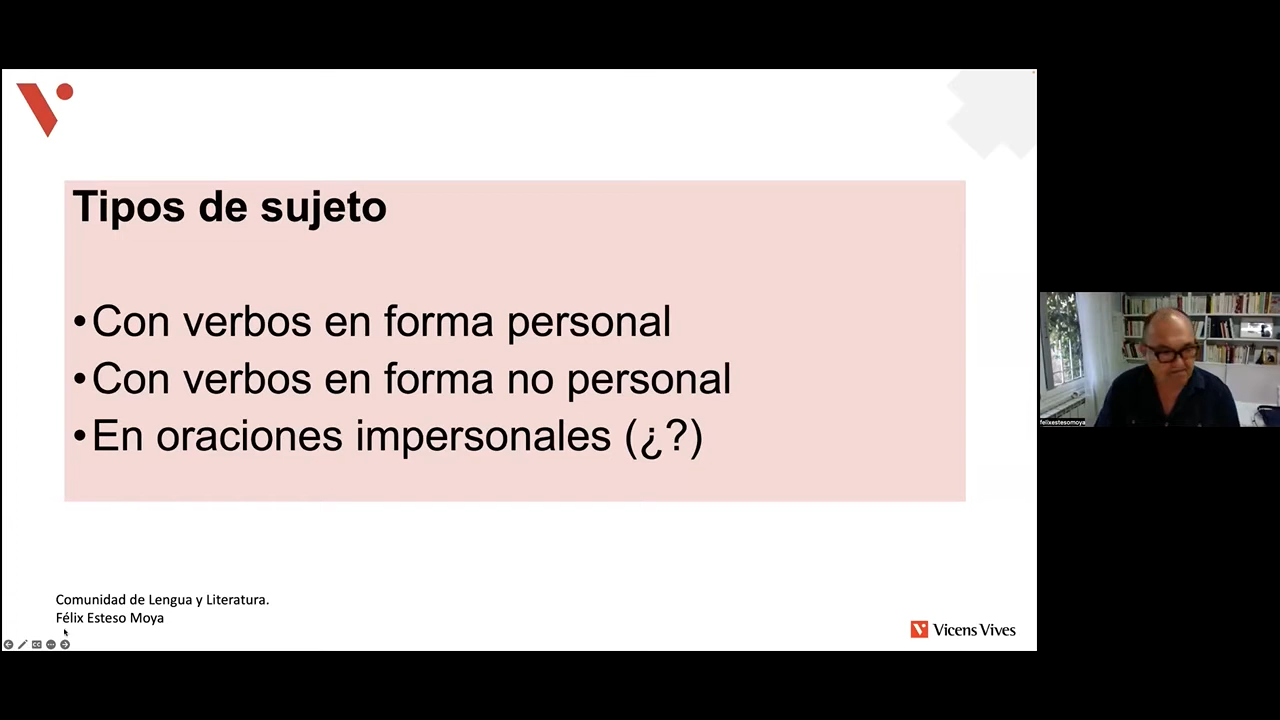 Tipos de sujeto
•Con verbos en forma personal
•Con verbos en forma no personal
•En oraciones impersonales (¿?)
Comunidad de Lengua y Literatura.
Félix Esteso Moya
Vicens Vives
felixestesomoya